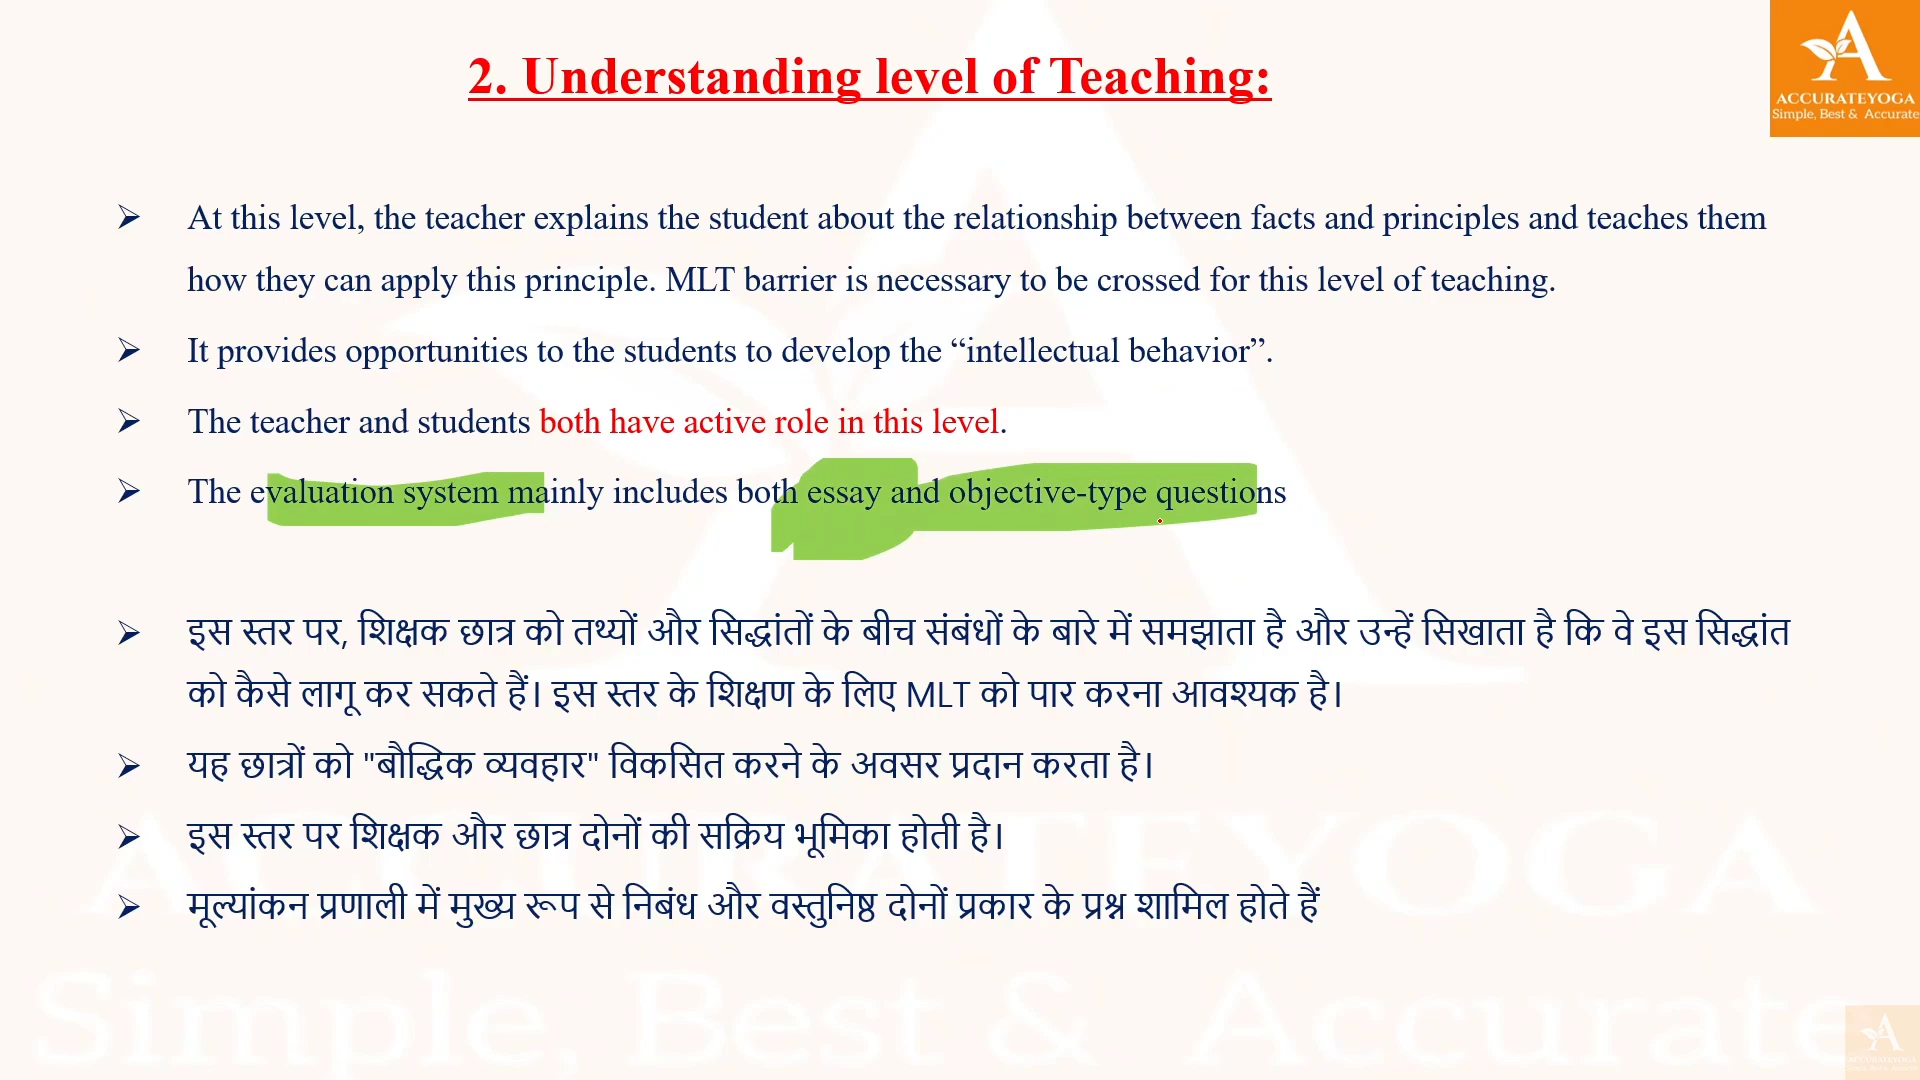 2. Understanding level of Teaching:
ACCURATEYOGA
Simple, Best & Accurate
➢ At this level, the teacher explains the student about the relationship between facts and principles and teaches them
how they can apply this principle. MLT barrier is necessary to be crossed for this level of teaching.
➢ It provides opportunities to the students to develop the “intellectual behavior”.
➢ The teacher and students both have active role in this level.
➢ The evaluation system mainly includes both essay and objective-type questions
➢ इस स्तर पर, शिक्षक छात्र को तथ्यों और सिद्धांतों के बीच संबंधों के बारे में समझाता है और उन्हें सिखाता है कि वे इस सिद्धांत
को कैसे लागू कर सकते हैं। इस स्तर के शिक्षण के लिए MLT को पार करना आवश्यक है।
➢ यह छात्रों को "बौद्धिक व्यवहार" विकसित करने के अवसर प्रदान करता है।
➢ इस स्तर पर शिक्षक और छात्र दोनों की सक्रिय भूमिका होती है।
➢ मूल्यांकन प्रणाली में मुख्य रूप से निबंध और वस्तुनिष्ठ दोनों प्रकार के प्रश्न शामिल होते हैं
ACCURATEYOGA
Simple, Best & Accurate